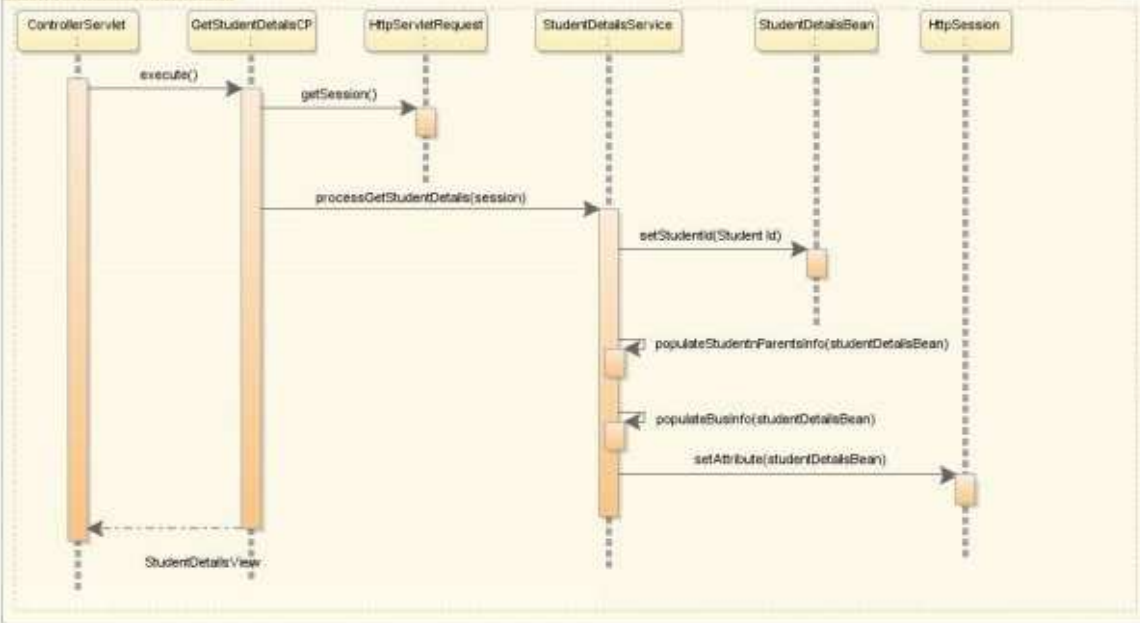 ControllerServlet
GetStudentDetailsCP
HttpServletRequest
StudentDetailsService
StudentDetailsBean
HttpSession
execute()
getSession()
processGetStudentDetails(session)
setStudentId(Student Id)
populateStudentnParentsInfo(studentDetailsBean)
populateBusInfo(studentDetailsBean)
setAttribute(studentDetailsBean)
StudentDetailsView